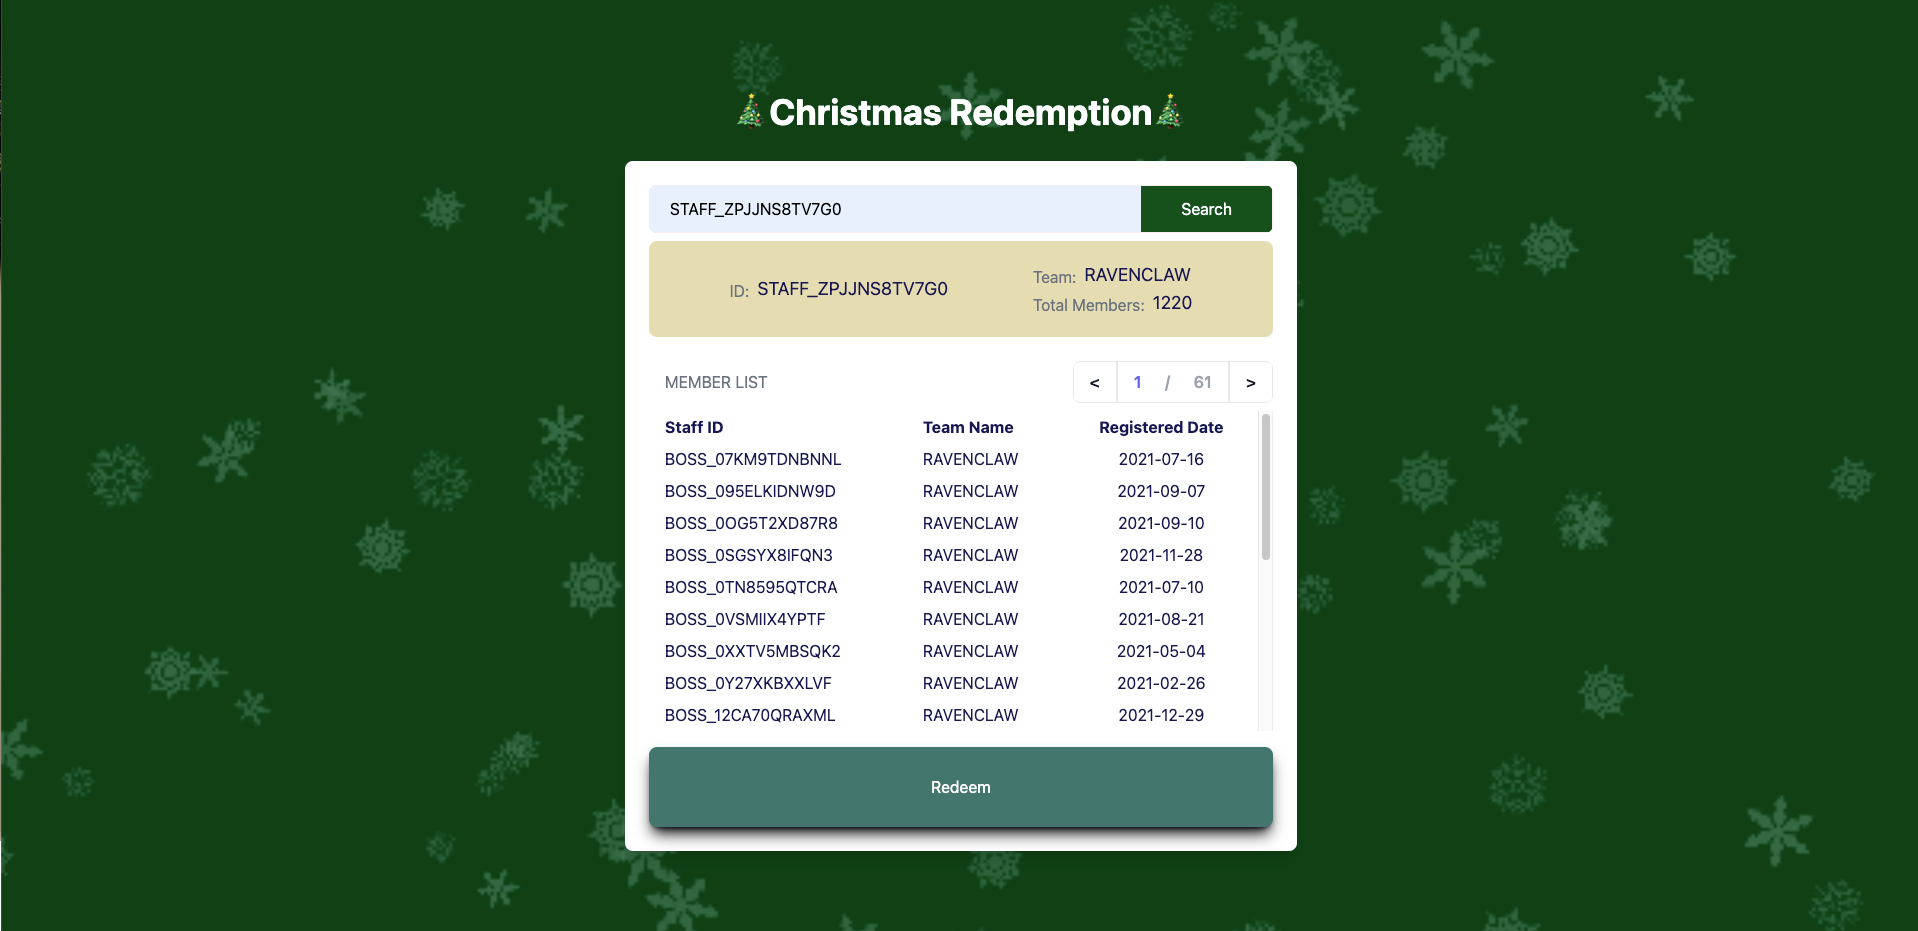 🎄Christmas Redemption🎄
STAFF_ZPJJNS8TV7G0 Search
ID: STAFF_ZPJJNS8TV7G0
Team: RAVENCLAW
Total Members: 1220
MEMBER LIST < 1 / 61 >
Staff ID Team Name Registered Date
BOSS_07KM9TDNBNNL RAVENCLAW 2021-07-16
BOSS_095ELKIDNW9D RAVENCLAW 2021-09-07
BOSS_0OG5T2XD87R8 RAVENCLAW 2021-09-10
BOSS_0SGSYX8IFQN3 RAVENCLAW 2021-11-28
BOSS_0TN8595QTCRA RAVENCLAW 2021-07-10
BOSS_0VSMIIX4YPTF RAVENCLAW 2021-08-21
BOSS_0XXTV5MBSQK2 RAVENCLAW 2021-05-04
BOSS_0Y27XKBXXLVF RAVENCLAW 2021-02-26
BOSS_12CA70QRAXML RAVENCLAW 2021-12-29
Redeem